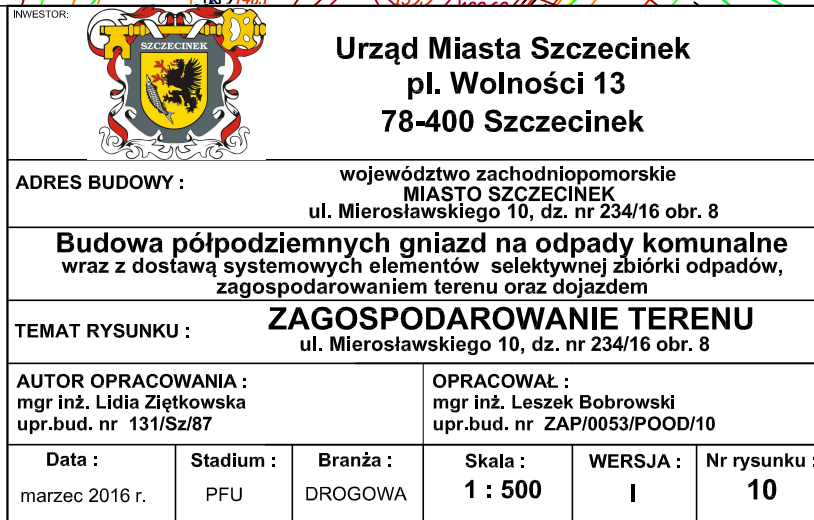 INWESTOR:
SZCZECINEK
Urząd Miasta Szczecinek
pl. Wolności 13
78-400 Szczecinek
ADRES BUDOWY :
województwo zachodniopomorskie
MIASTO SZCZECINEK
ul. Mierosławskiego 10, dz. nr 234/16 obr. 8
Budowa półpodziemnych gniazd na odpady komunalne
wraz z dostawą systemowych elementów selektywnej zbiórki odpadów,
zagospodarowaniem terenu oraz dojazdem
TEMAT RYSUNKU :
ZAGOSPODAROWANIE TERENU
ul. Mierosławskiego 10, dz. nr 234/16 obr. 8
AUTOR OPRACOWANIA :
mgr inż. Lidia Ziętkowska
upr.bud. nr 131/Sz/87
OPRACOWAŁ :
mgr inż. Leszek Bobrowski
upr.bud. nr ZAP/0053/POOD/10
Data :
marzec 2016 r.
Stadium :
PFU
Branża :
DROGOWA
Skala :
1 : 500
WERSJA :
I
Nr rysunku :
10